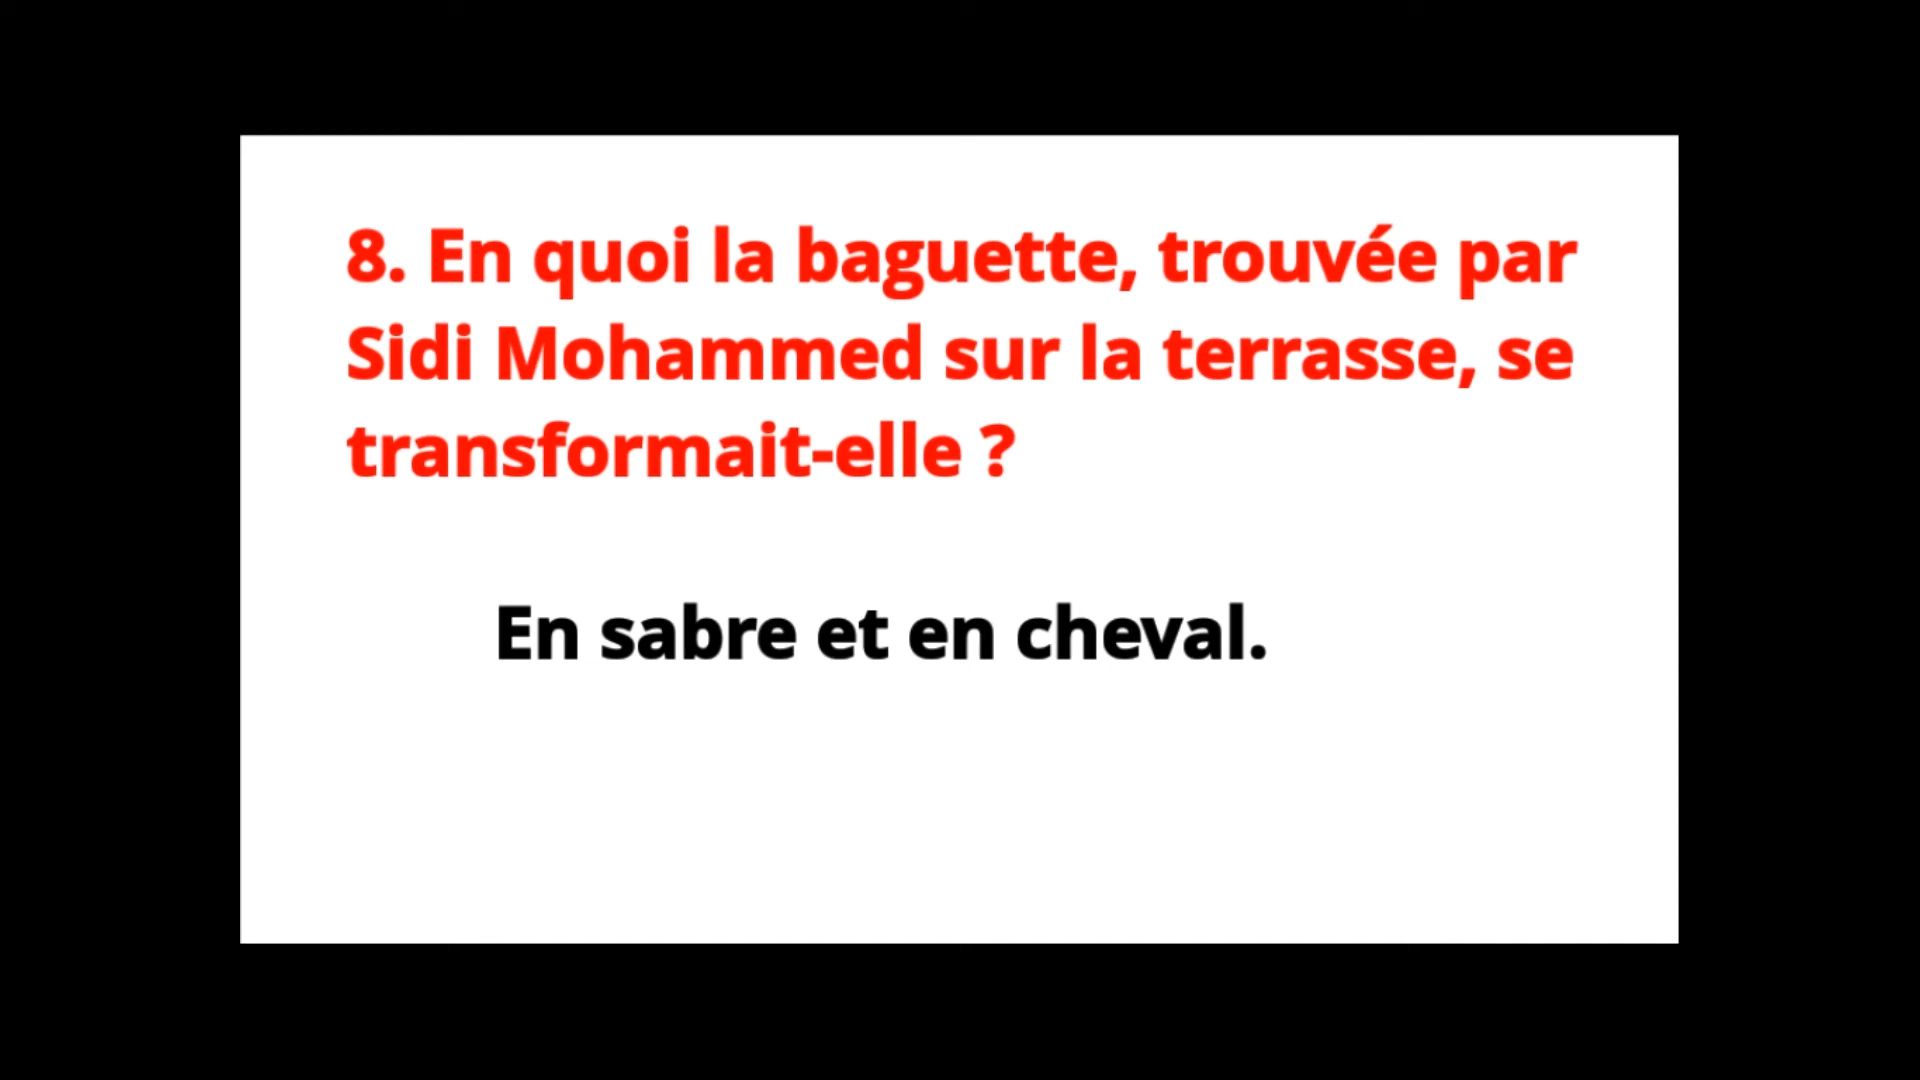 8. En quoi la baguette, trouvée par
Sidi Mohammed sur la terrasse, se
transformait-elle ?
En sabre et en cheval.